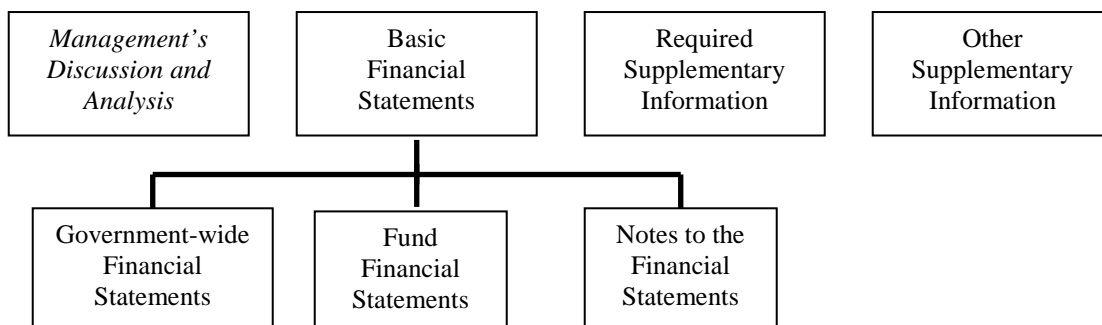 Management's
Discussion and
Analysis
Basic
Financial
Statements
Required
Supplementary
Information
Other
Supplementary
Information
Government-wide
Financial
Statements
Fund
Financial
Statements
Notes to the
Financial
Statements